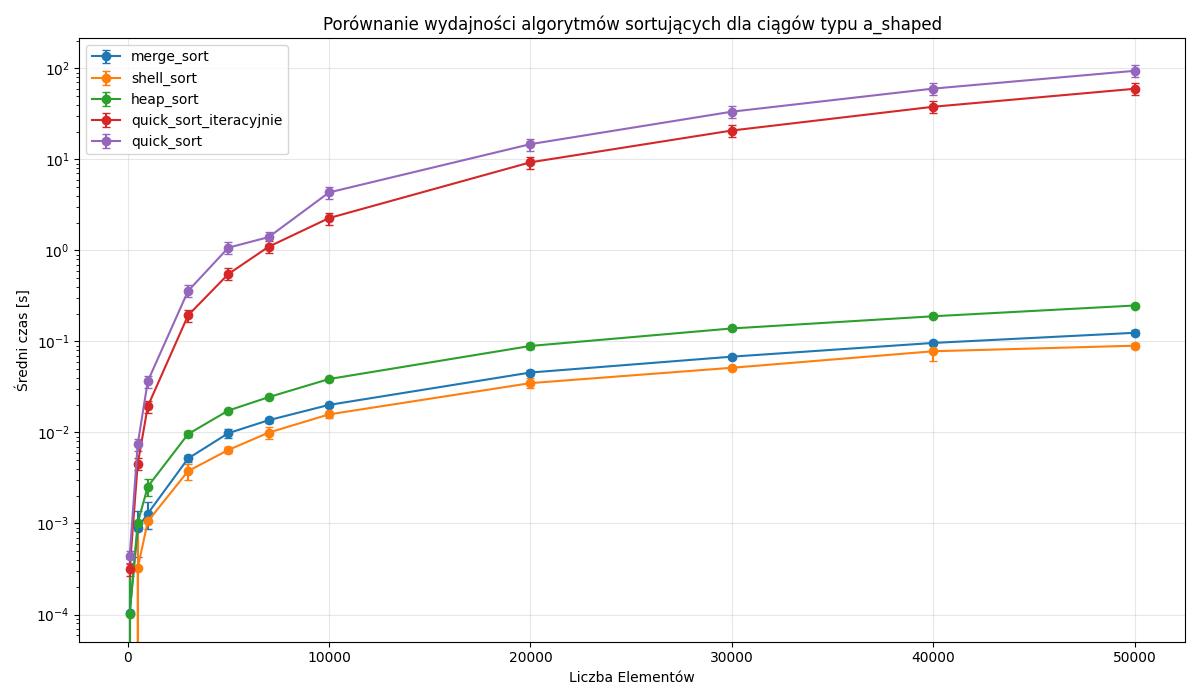 Porównanie wydajności algorytmów sortujących dla ciągów typu a_shaped
merge_sort
shell_sort
heap_sort
quick_sort_iteracyjnie
quick_sort
Średni czas [s]
10²
10¹
10⁰
10⁻¹
10⁻²
10⁻³
10⁻⁴
0 10000 20000 30000 40000 50000
Liczba Elementów